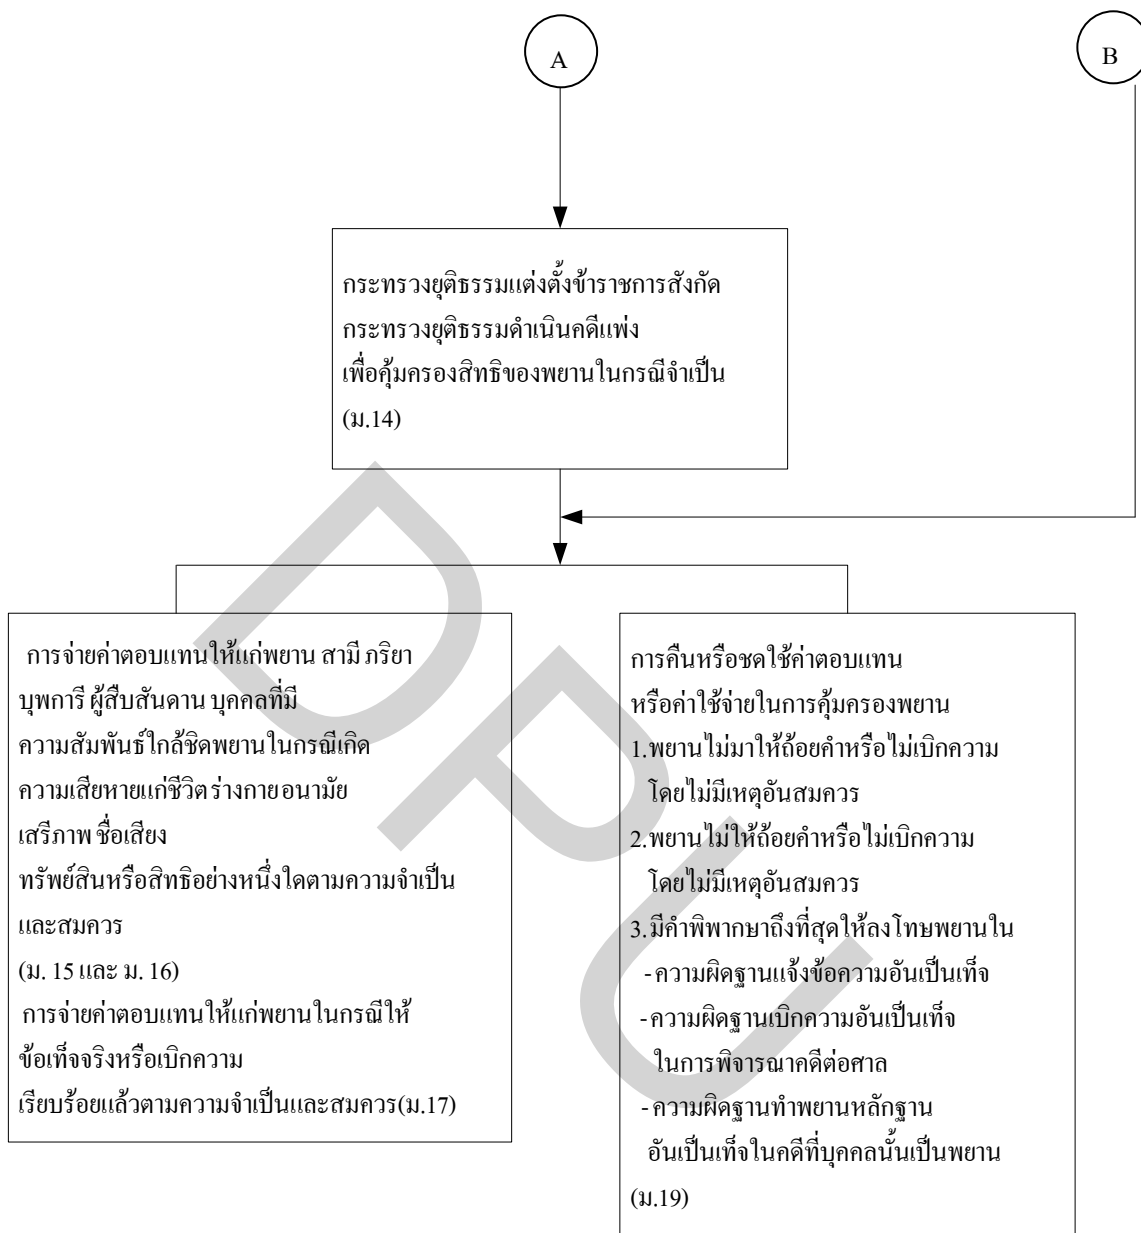 A
B
กระทรวงยุติธรรมแต่งตั้งข้าราชการสังกัด
กระทรวงยุติธรรมดำเนินคดีแพ่ง
เพื่อคุ้มครองสิทธิของพยานในกรณีจำเป็น
(ม.14)
การจ่ายค่าตอบแทนให้แก่พยาน สามี ภริยา
บุพการี ผู้สืบสันดาน บุคคลที่มี
ความสัมพันธ์ใกล้ชิดพยานในกรณีเกิด
ความเสียหายแก่ชีวิต ร่างกาย อนามัย
เสรีภาพ ชื่อเสียง
ทรัพย์สินหรือสิทธิอย่างหนึ่งใดตามความจำเป็น
และสมควร
(ม. 15 และ ม. 16)
การจ่ายค่าตอบแทนให้แก่พยานในกรณีให้
ข้อเท็จจริงหรือเบิกความ
เรียบร้อยแล้วตามความจำเป็นและสมควร(ม.17)
การคืนหรือชดใช้ค่าตอบแทน
หรือค่าใช้จ่ายในการคุ้มครองพยาน
1.พยานไม่มาให้ถ้อยคำหรือไม่เบิกความ
โดยไม่มีเหตุอันสมควร
2.พยานไม่ให้ถ้อยคำหรือไม่เบิกความ
โดยไม่มีเหตุอันสมควร
3.มีคำพิพากษาถึงที่สุดให้ลงโทษพยานใน
-ความผิดฐานแจ้งข้อความอันเป็นเท็จ
-ความผิดฐานเบิกความอันเป็นเท็จ
ในการพิจารณาคดีต่อศาล
-ความผิดฐานทำพยานหลักฐาน
อันเป็นเท็จในคดีที่บุคคลนั้นเป็นพยาน
(ม.19)
DPU